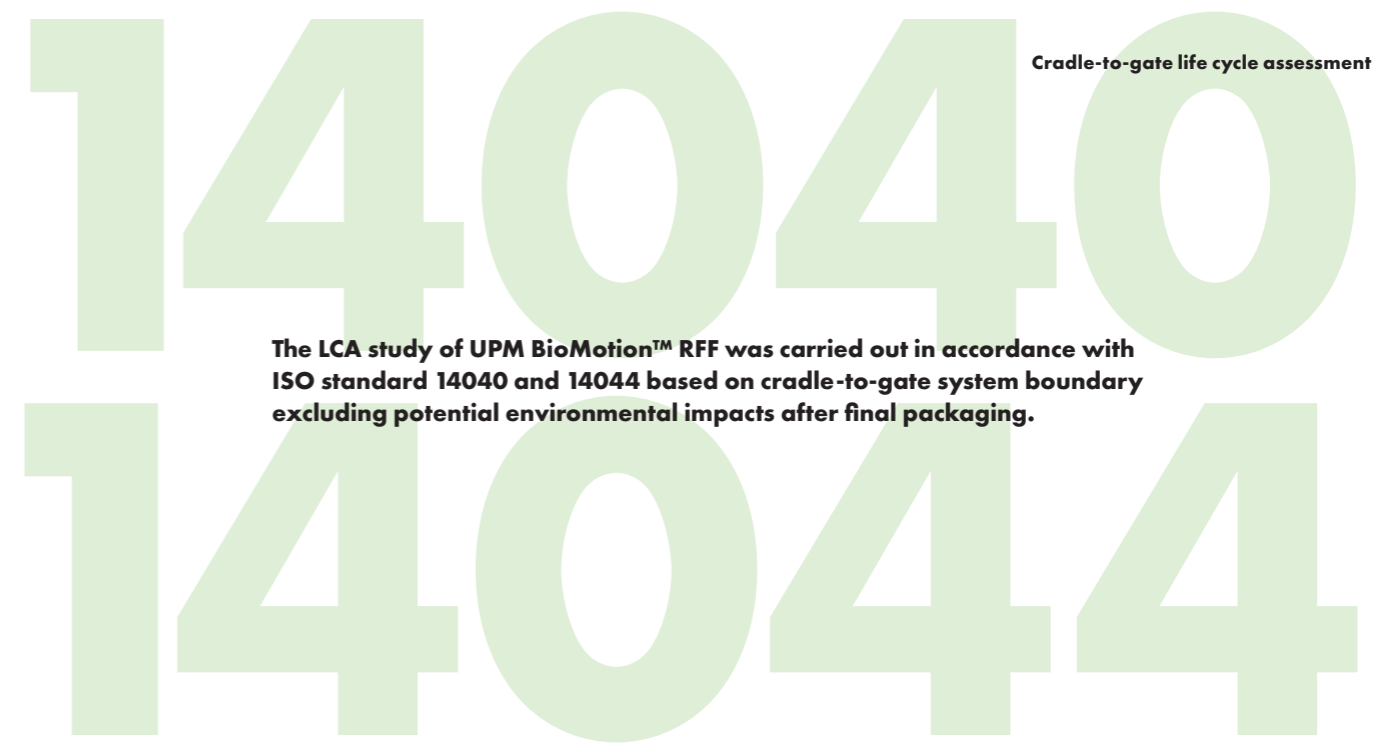 14040
Cradle-to-gate life cycle assessment
The LCA study of UPM BioMotion™ RFF was carried out in accordance with
ISO standard 14040 and 14044 based on cradle-to-gate system boundary
excluding potential environmental impacts after final packaging.
14044